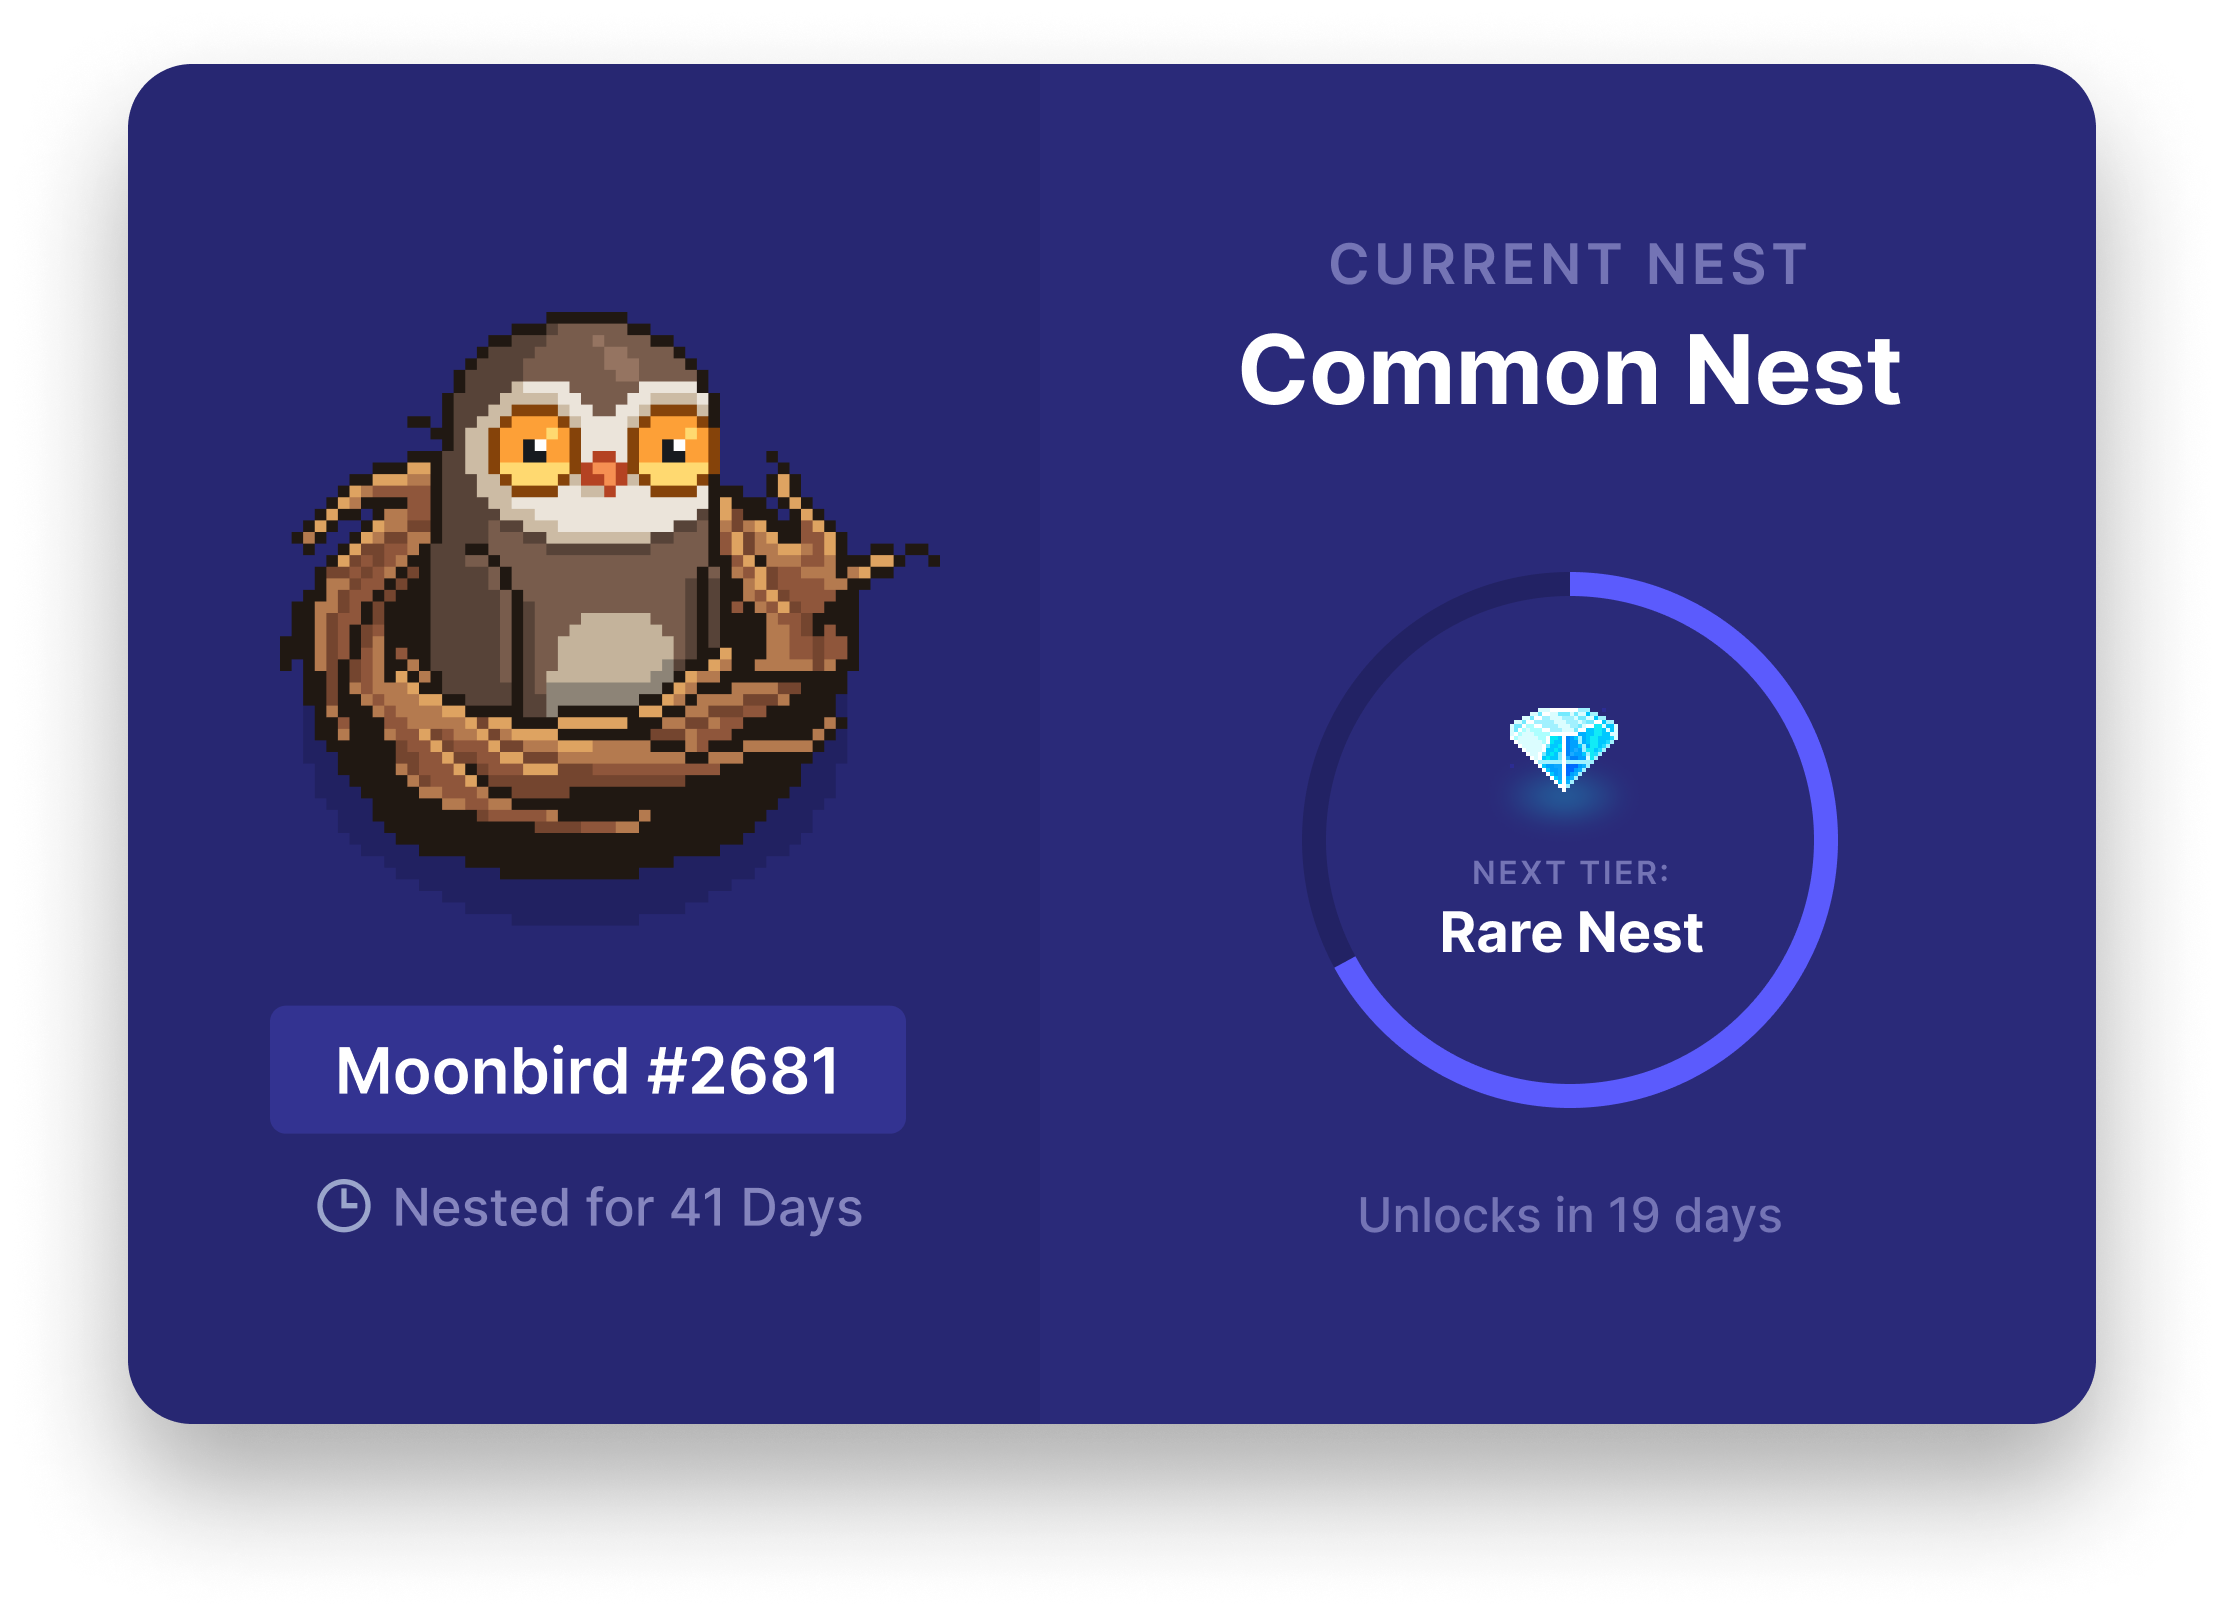 Moonbird #2681
Nested for 41 Days
CURRENT NEST
Common Nest
NEXT TIER:
Rare Nest
Unlocks in 19 days